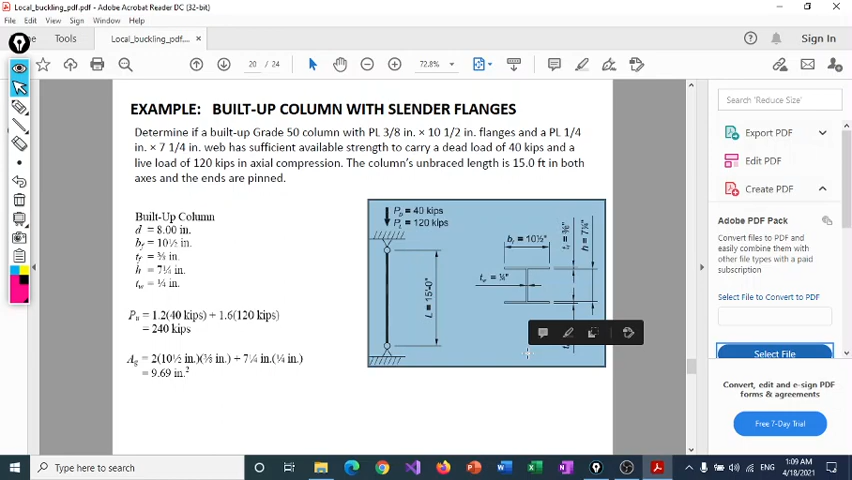 Local_buckling_pdf.pdf - Adobe Acrobat Reader DC (32-bit)
File Edit View Sign Window Help
Tools Local_buckling_pdf.... × Sign In
20 / 24 72.8%
EXAMPLE: BUILT-UP COLUMN WITH SLENDER FLANGES
Determine if a built-up Grade 50 column with PL 3/8 in. × 10 1/2 in. flanges and a PL 1/4
in. × 7 1/4 in. web has sufficient available strength to carry a dead load of 40 kips and a
live load of 120 kips in axial compression. The column's unbraced length is 15.0 ft in both
axes and the ends are pinned.
Built-Up Column
d = 8.00 in.
bf = 10½ in.
tf = ⅜ in.
h = 7¼ in.
tw = ¼ in.
Pu = 1.2(40 kips) + 1.6(120 kips)
= 240 kips
Ag = 2(10½ in.)(⅜ in.) + 7¼ in.(¼ in.)
= 9.69 in.²
PD = 40 kips
PL = 120 kips
L = 15'-0"
bf = 10½"
tf = ⅜"
h = 7¼"
tw = ¼"
Search 'Reduce Size'
Export PDF
Edit PDF
Create PDF
Adobe PDF Pack
Convert files to PDF and
easily combine them with
other file types with a paid
subscription
Select File to Convert to PDF
Select File
Convert, edit and e-sign PDF
forms & agreements
Free 7-Day Trial
Type here to search
ENG
1:09 AM
4/18/2021